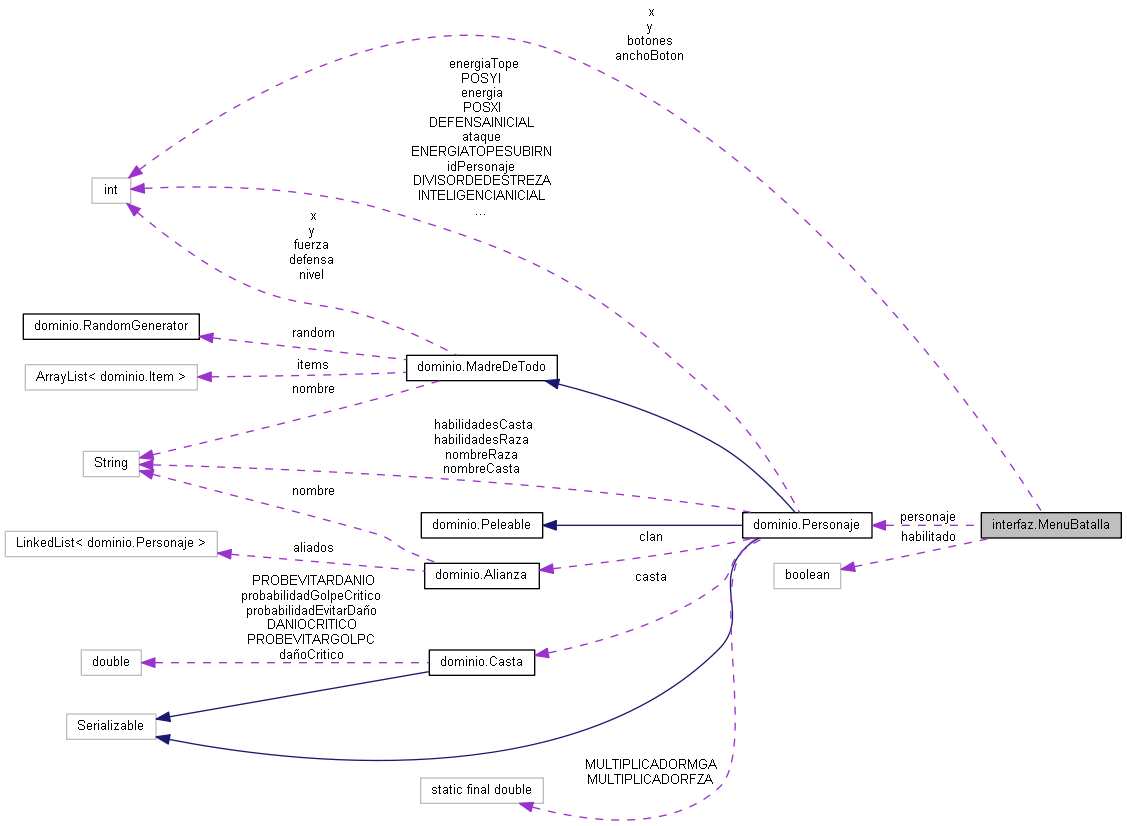 x
y
botones
anchoBoton
energiaTope
POSYI
energia
POSXI
DEFENSAINICIAL
ataque
ENERGIATOPESUBIRN
idPersonaje
DIVISORDEDESTREZA
INTELIGENCIANICIAL
...
int
x
y
fuerza
defensa
nivel
dominio.RandomGenerator
random
dominio.MadreDeTodo
items
ArrayList< dominio.Item >
nombre
habilidadesCasta
habilidadesRaza
nombreRaza
nombreCasta
String
nombre
dominio.Peleable
dominio.Personaje
personaje
interfaz.MenuBatalla
clan
habilitado
LinkedList< dominio.Personaje >
aliados
dominio.Alianza
casta
boolean
PROBEVITARDANIO
probabilidadGolpeCritico
probabilidadEvitarDaño
DANIOCRITICO
PROBEVITARGOLPC
dañoCritico
double
dominio.Casta
Serializable
MULTIPLICADORMGA
MULTIPLICADORFZA
static final double